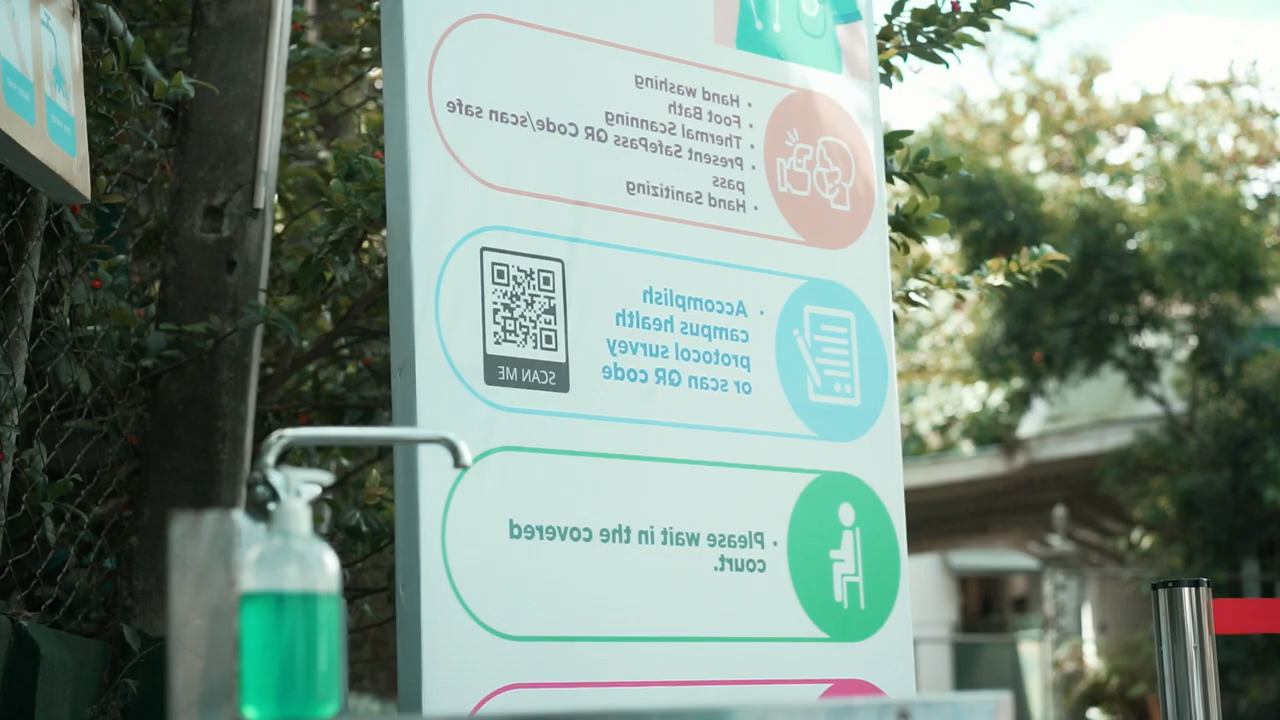 • Hand washing
• Foot Bath
• Thermal Scanning
• Present SafePass QR Code/scan safe
pass
• Hand Sanitizing
• Accomplish
campus health
protocol survey
or scan QR code
SCAN ME
• Please wait in the covered
court.